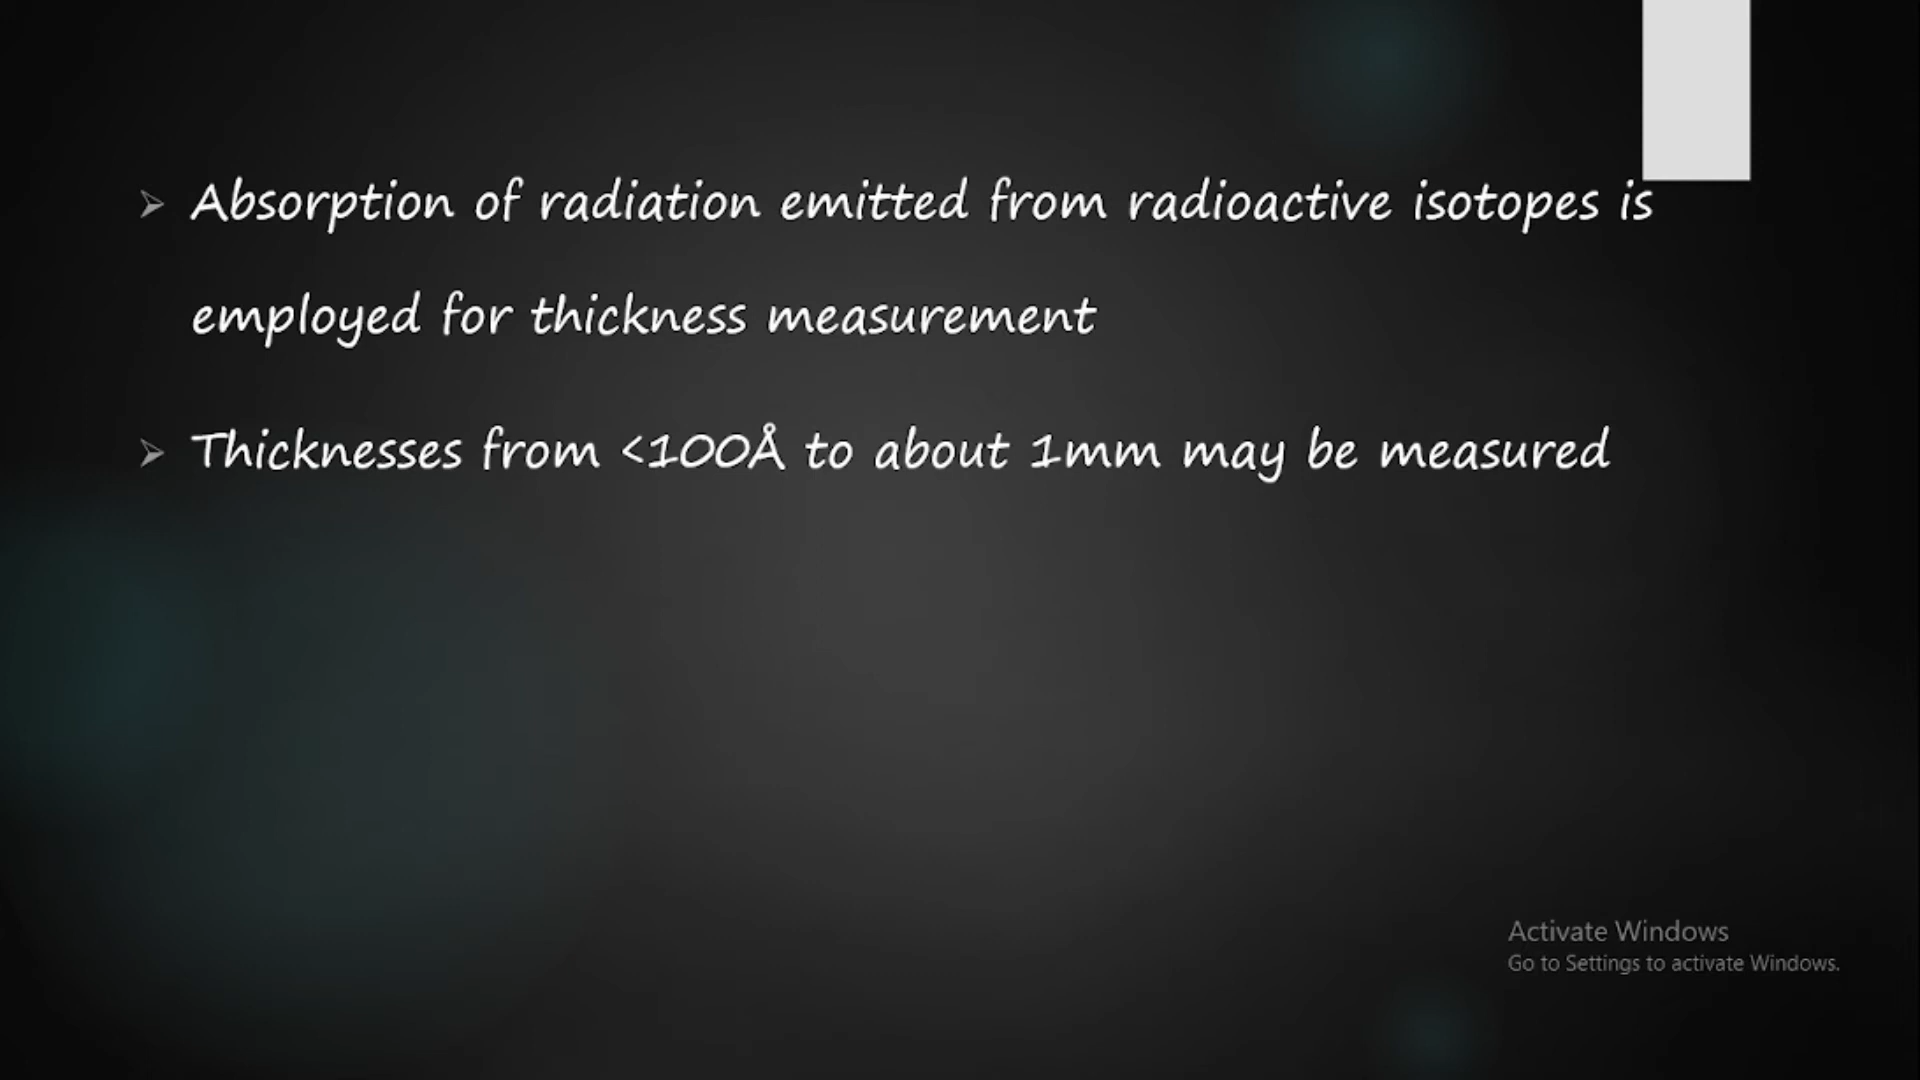 ➢ Absorption of radiation emitted from radioactive isotopes is
employed for thickness measurement
➢ Thicknesses from <100Å to about 1mm may be measured
Activate Windows
Go to Settings to activate Windows.